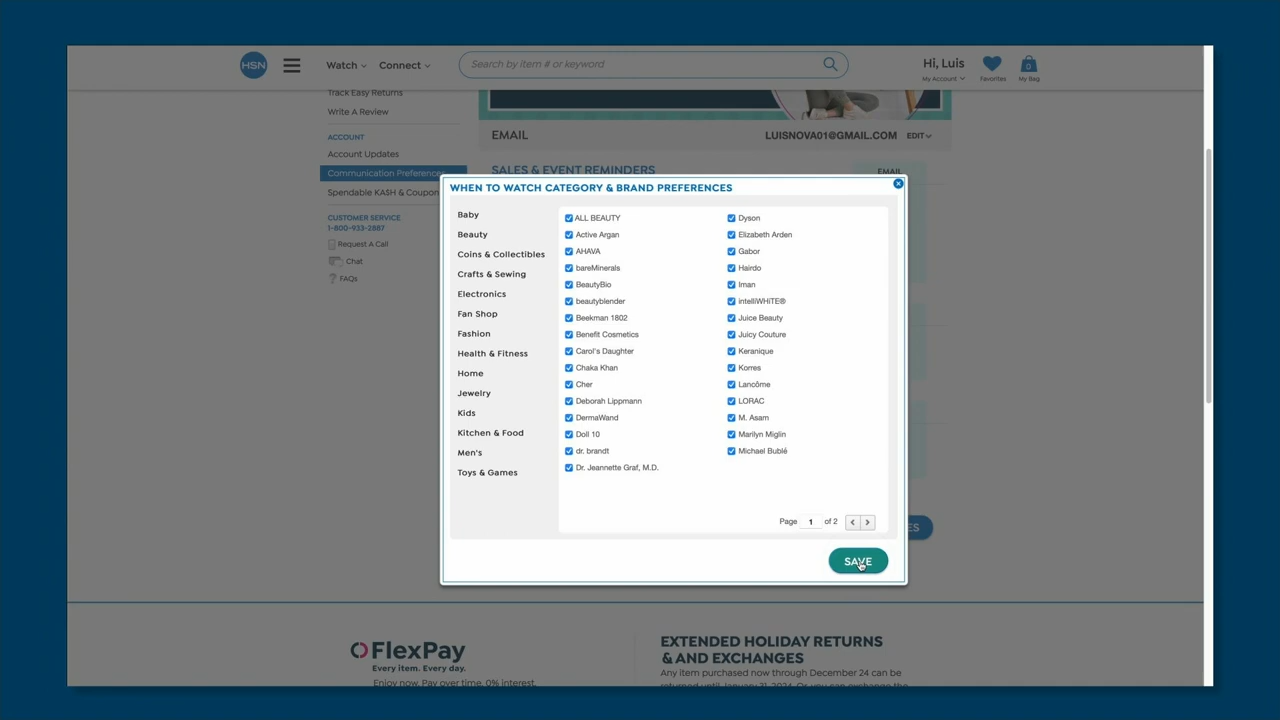 HSN
Watch
Connect
Search by item # or keyword
Hi, Luis
My Account
Favorites
0
My Bag
Track Easy Returns
Write A Review
ACCOUNT
Account Updates
Communication Preferenc
Spendable KASH & Coupon
CUSTOMER SERVICE
1-800-933-2887
Request A Call
Chat
FAQs
EMAIL
LUISNOVA01@GMAIL.COM
EDIT
SALES & EVENT REMINDERS
EMAIL
WHEN TO WATCH CATEGORY & BRAND PREFERENCES
Baby
Beauty
Coins & Collectibles
Crafts & Sewing
Electronics
Fan Shop
Fashion
Health & Fitness
Home
Jewelry
Kids
Kitchen & Food
Men's
Toys & Games
ALL BEAUTY
Active Argan
AHAVA
bareMinerals
BeautyBio
beautyblender
Beekman 1802
Benefit Cosmetics
Carol's Daughter
Chaka Khan
Cher
Deborah Lippmann
DermaWand
Doll 10
dr. brandt
Dr. Jeannette Graf, M.D.
Dyson
Elizabeth Arden
Gabor
Hairdo
Iman
intelliWHiTE®
Juice Beauty
Juicy Couture
Keranique
Korres
Lancôme
LORAC
M. Asam
Marilyn Miglin
Michael Bublé
Page 1 of 2
SAVE
ES
FlexPay
Every item. Every day.
Enjoy now. Pay over time. 0% interest.
EXTENDED HOLIDAY RETURNS
& AND EXCHANGES
Any item purchased now through December 24 can be
returned until January 31, 2024. Or, you can exchange the